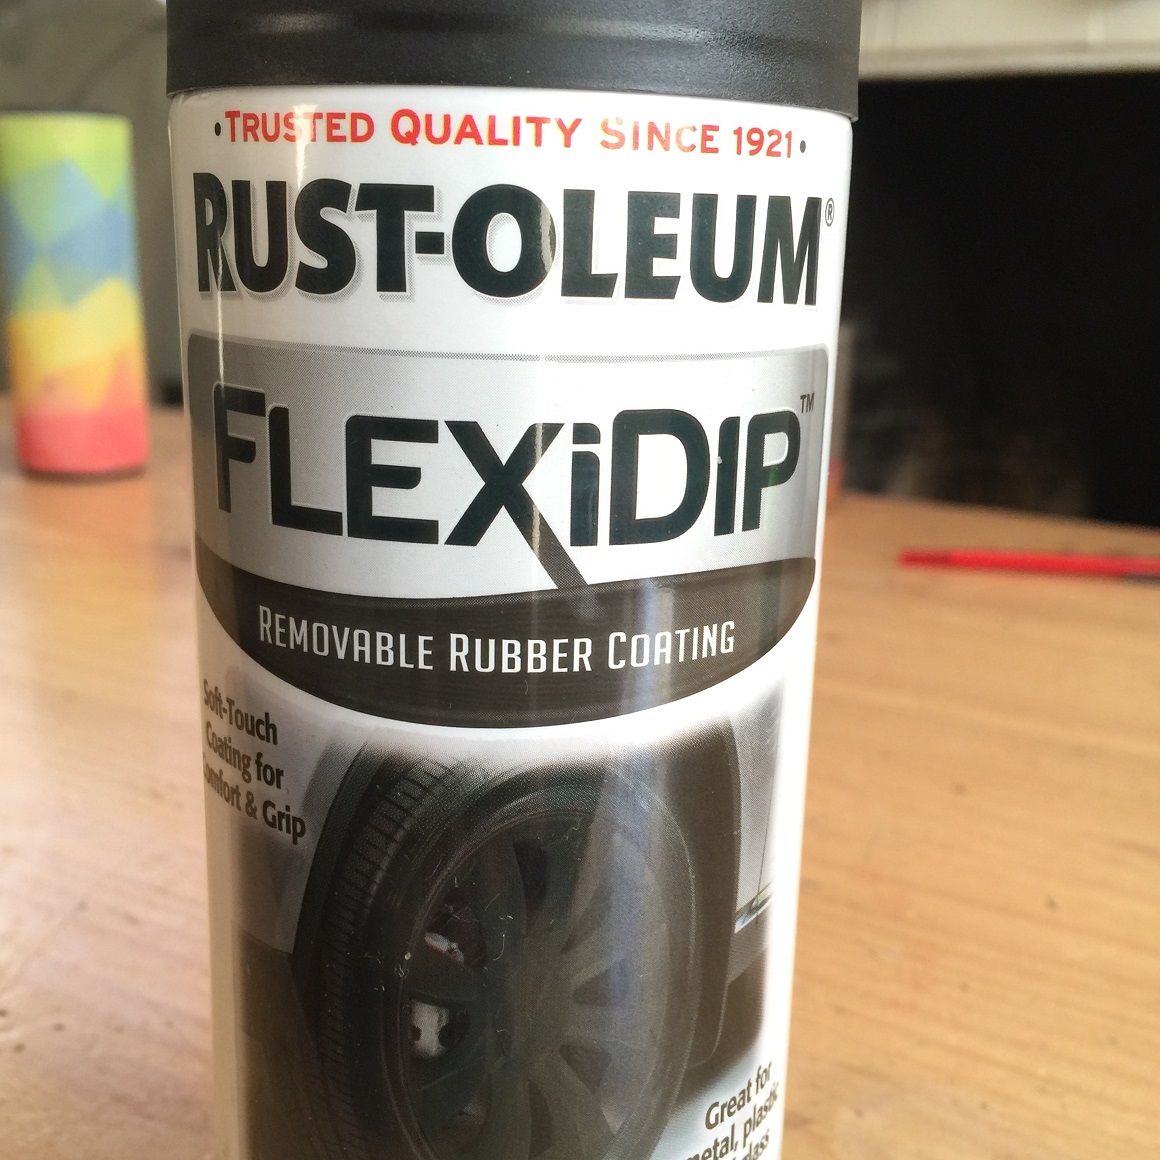 • TRUSTED QUALITY SINCE 1921 •
RUST-OLEUM®
FLEXiDIP™
REMOVABLE RUBBER COATING
Soft-Touch
Coating for
Comfort & Grip
Great for
metal, plastic
glass